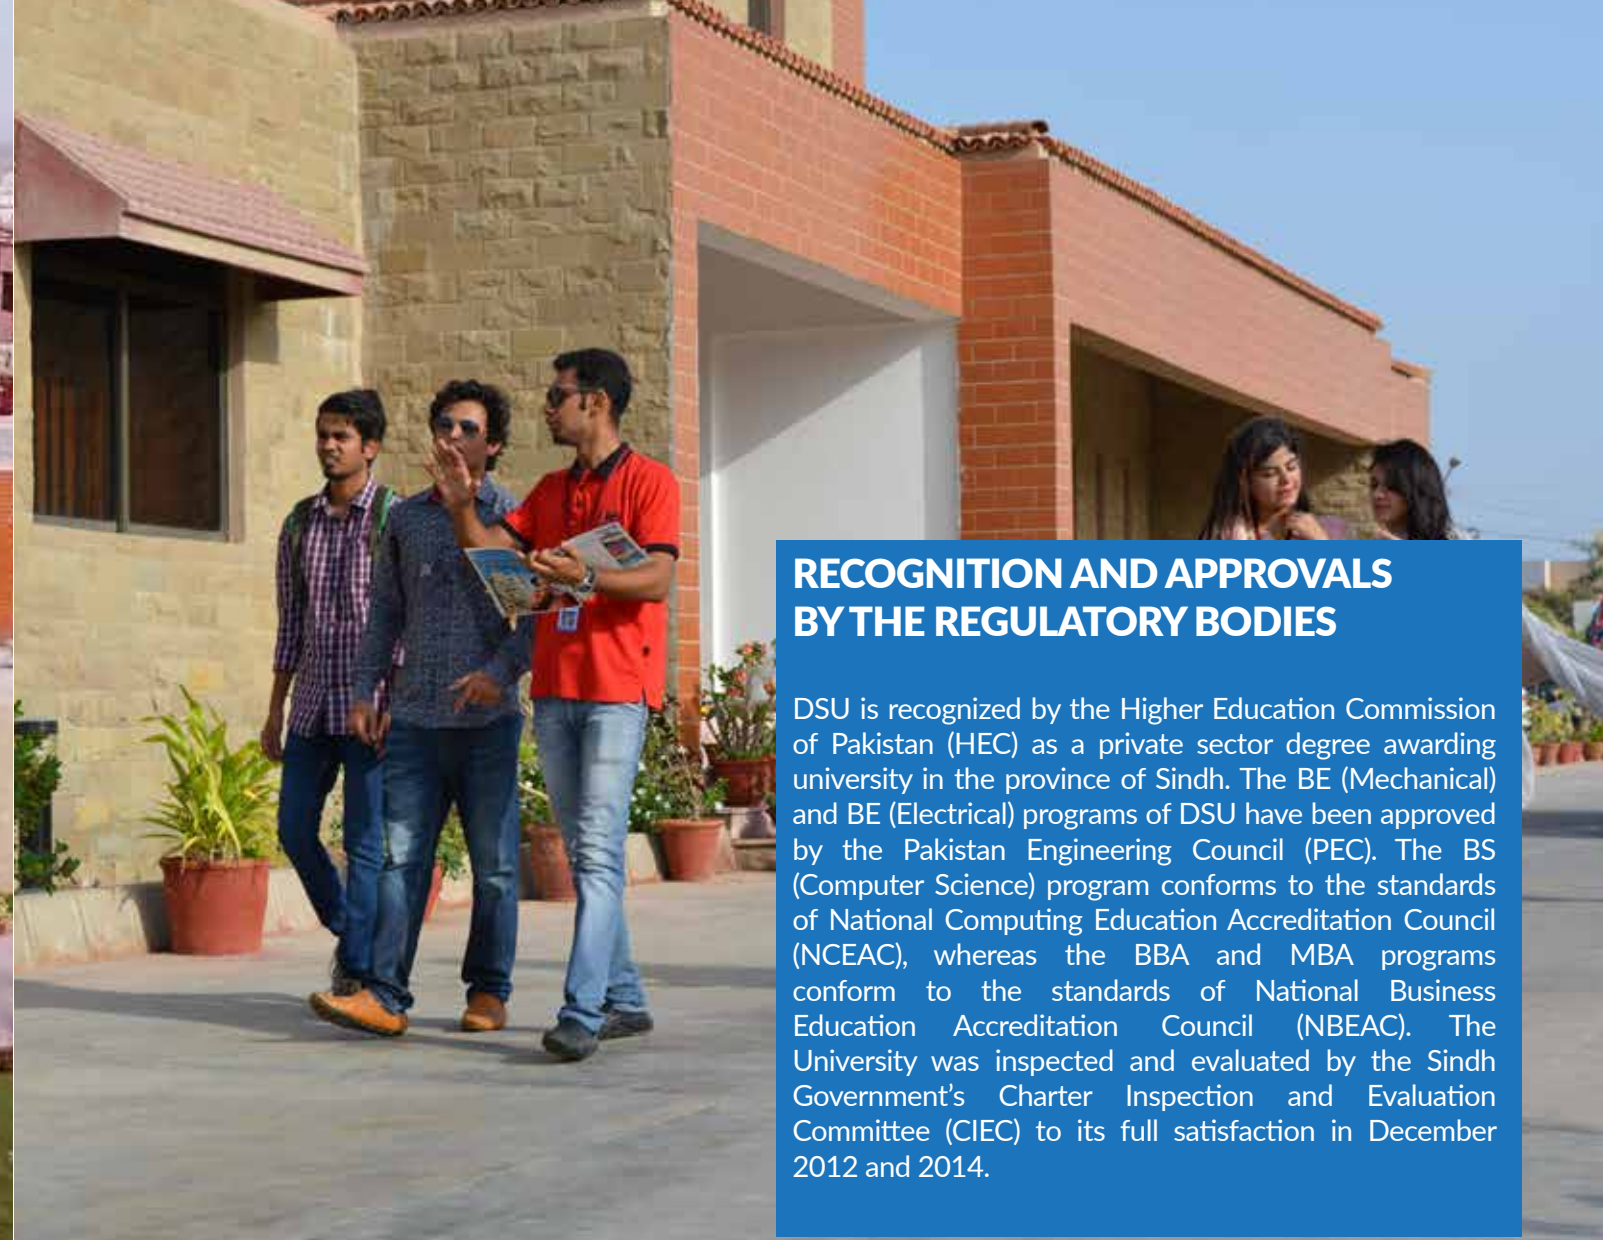 RECOGNITION AND APPROVALS
BY THE REGULATORY BODIES
DSU is recognized by the Higher Education Commission
of Pakistan (HEC) as a private sector degree awarding
university in the province of Sindh. The BE (Mechanical)
and BE (Electrical) programs of DSU have been approved
by the Pakistan Engineering Council (PEC). The BS
(Computer Science) program conforms to the standards
of National Computing Education Accreditation Council
(NCEAC), whereas the BBA and MBA programs
conform to the standards of National Business
Education Accreditation Council (NBEAC). The
University was inspected and evaluated by the Sindh
Government’s Charter Inspection and Evaluation
Committee (CIEC) to its full satisfaction in December
2012 and 2014.